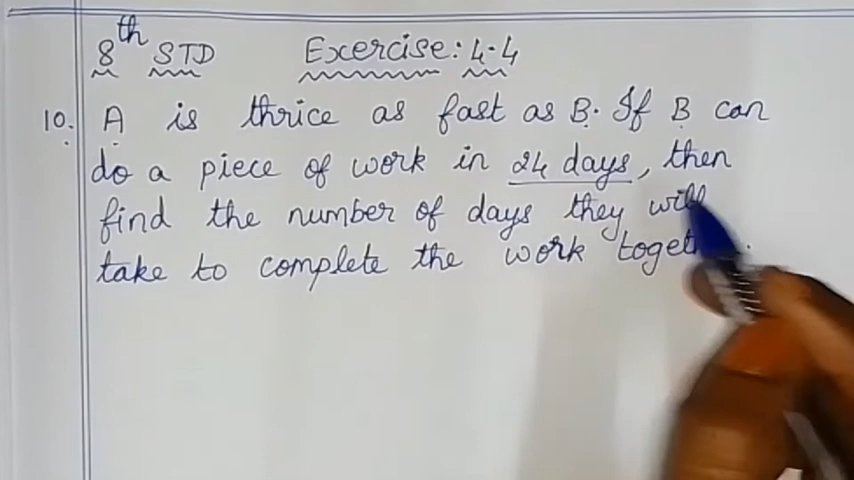 8th STD Exercise: 4.4
10. A is thrice as fast as B. If B can
do a piece of work in 24 days, then
find the number of days they will
take to complete the work